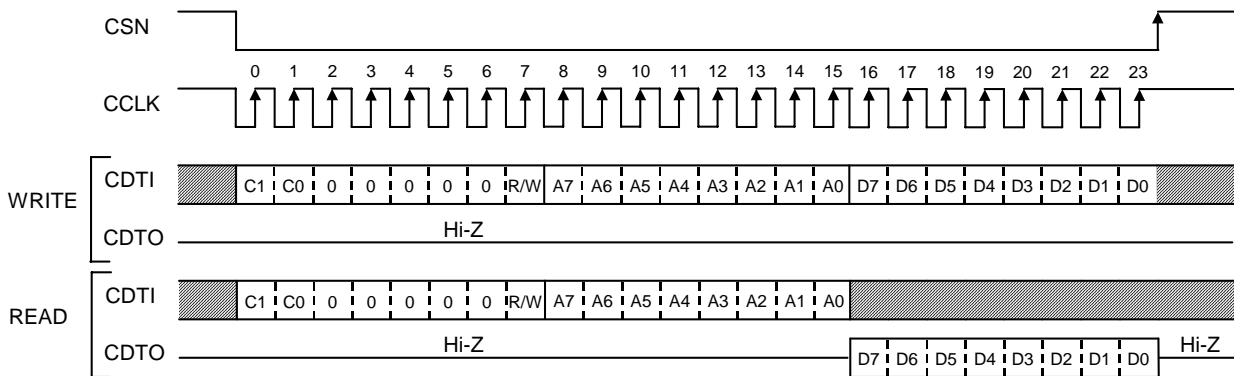 CSN
0 1 2 3 4 5 6 7 8 9 10 11 12 13 14 15 16 17 18 19 20 21 22 23
CCLK
WRITE
CDTI C1 C0 0 0 0 0 0 R/W A7 A6 A5 A4 A3 A2 A1 A0 D7 D6 D5 D4 D3 D2 D1 D0
Hi-Z
CDTO
READ
CDTI C1 C0 0 0 0 0 0 R/W A7 A6 A5 A4 A3 A2 A1 A0
CDTO Hi-Z D7 D6 D5 D4 D3 D2 D1 D0 Hi-Z